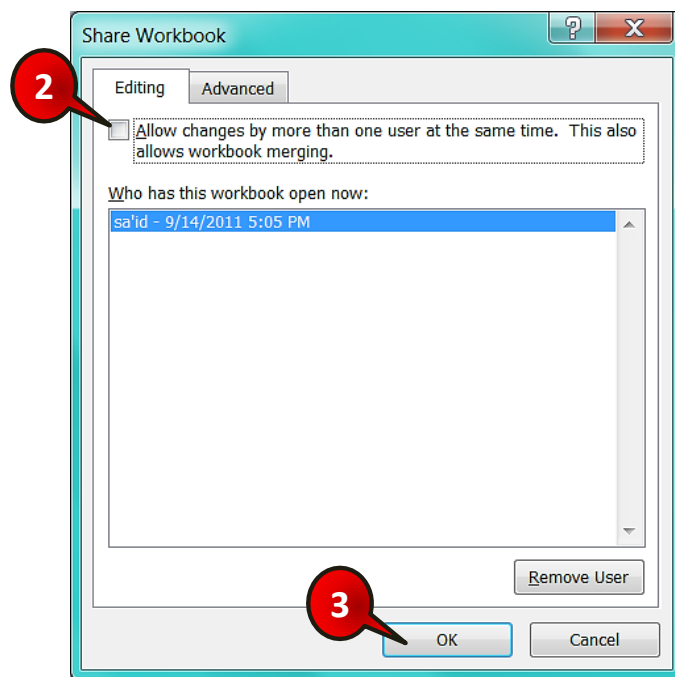 Share Workbook
?
X
2
Editing
Advanced
Allow changes by more than one user at the same time. This also
allows workbook merging.
Who has this workbook open now:
sa'id - 9/14/2011 5:05 PM
Remove User
3
OK
Cancel